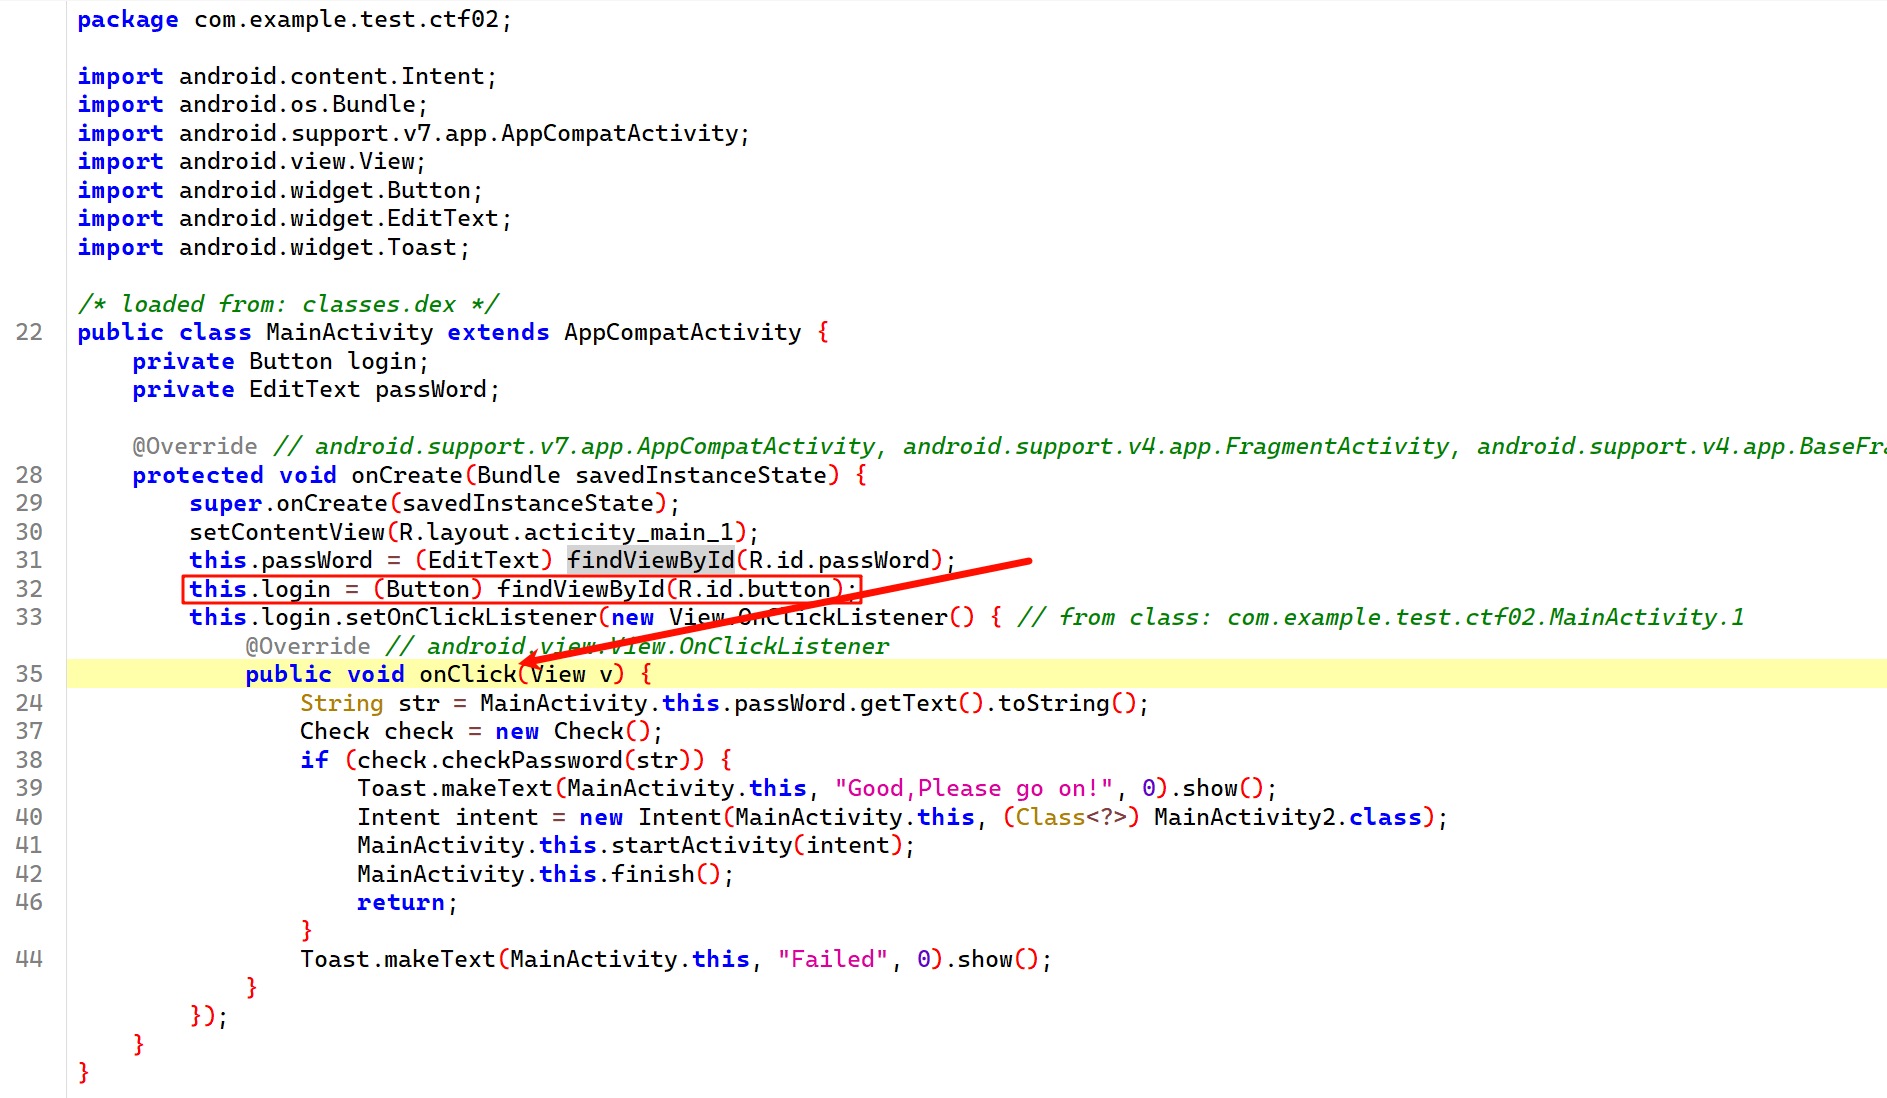 package com.example.test.ctf02;
import android.content.Intent;
import android.os.Bundle;
import android.support.v7.app.AppCompatActivity;
import android.view.View;
import android.widget.Button;
import android.widget.EditText;
import android.widget.Toast;
/* loaded from: classes.dex */
22 public class MainActivity extends AppCompatActivity {
private Button login;
private EditText passWord;
@Override // android.support.v7.app.AppCompatActivity, android.support.v4.app.FragmentActivity, android.support.v4.app.BaseFra
28 protected void onCreate(Bundle savedInstanceState) {
29 super.onCreate(savedInstanceState);
30 setContentView(R.layout.acticity_main_1);
31 this.passWord = (EditText) findViewById(R.id.passWord);
32 this.login = (Button) findViewById(R.id.button);
33 this.login.setOnClickListener(new View.OnClickListener() { // from class: com.example.test.ctf02.MainActivity.1
@Override // android.view.View.OnClickListener
35 public void onClick(View v) {
24 String str = MainActivity.this.passWord.getText().toString();
37 Check check = new Check();
38 if (check.checkPassword(str)) {
39 Toast.makeText(MainActivity.this, "Good,Please go on!", 0).show();
40 Intent intent = new Intent(MainActivity.this, (Class<?>) MainActivity2.class);
41 MainActivity.this.startActivity(intent);
42 MainActivity.this.finish();
46 return;
}
44 Toast.makeText(MainActivity.this, "Failed", 0).show();
}
});
}
}